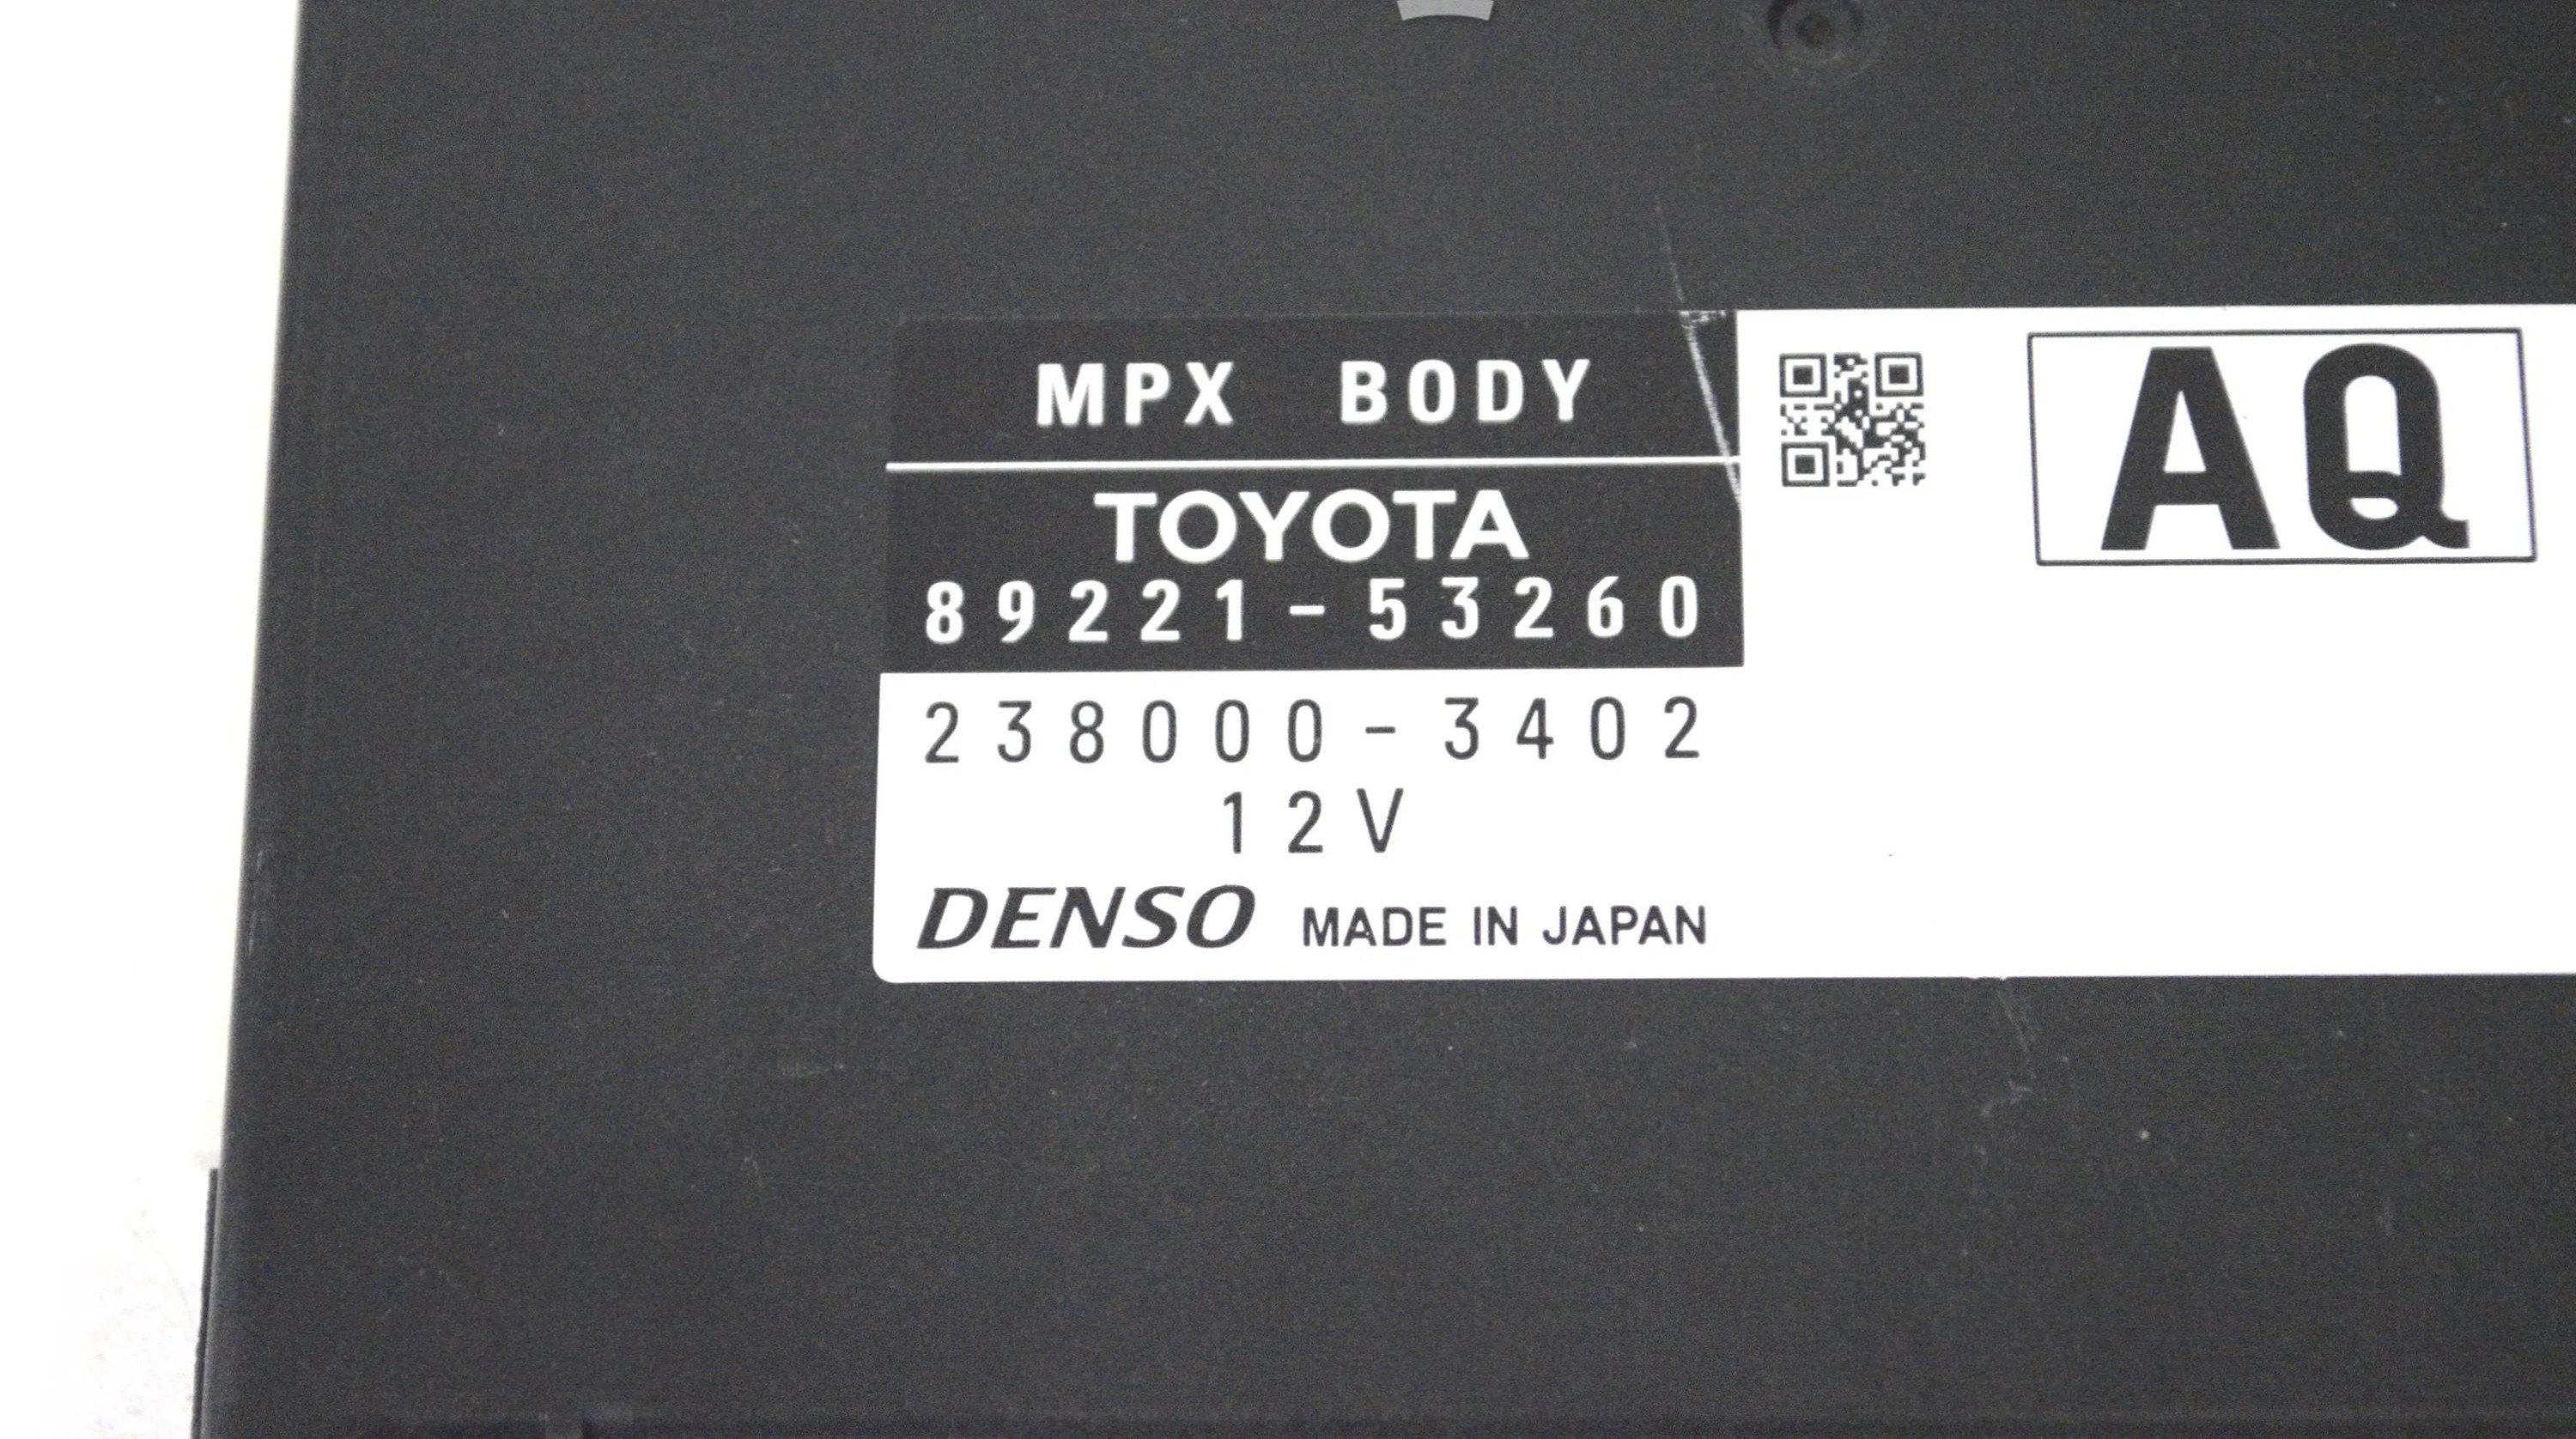 MPX BODY
TOYOTA
89221-53260
238000-3402
12V
DENSO MADE IN JAPAN
AQ